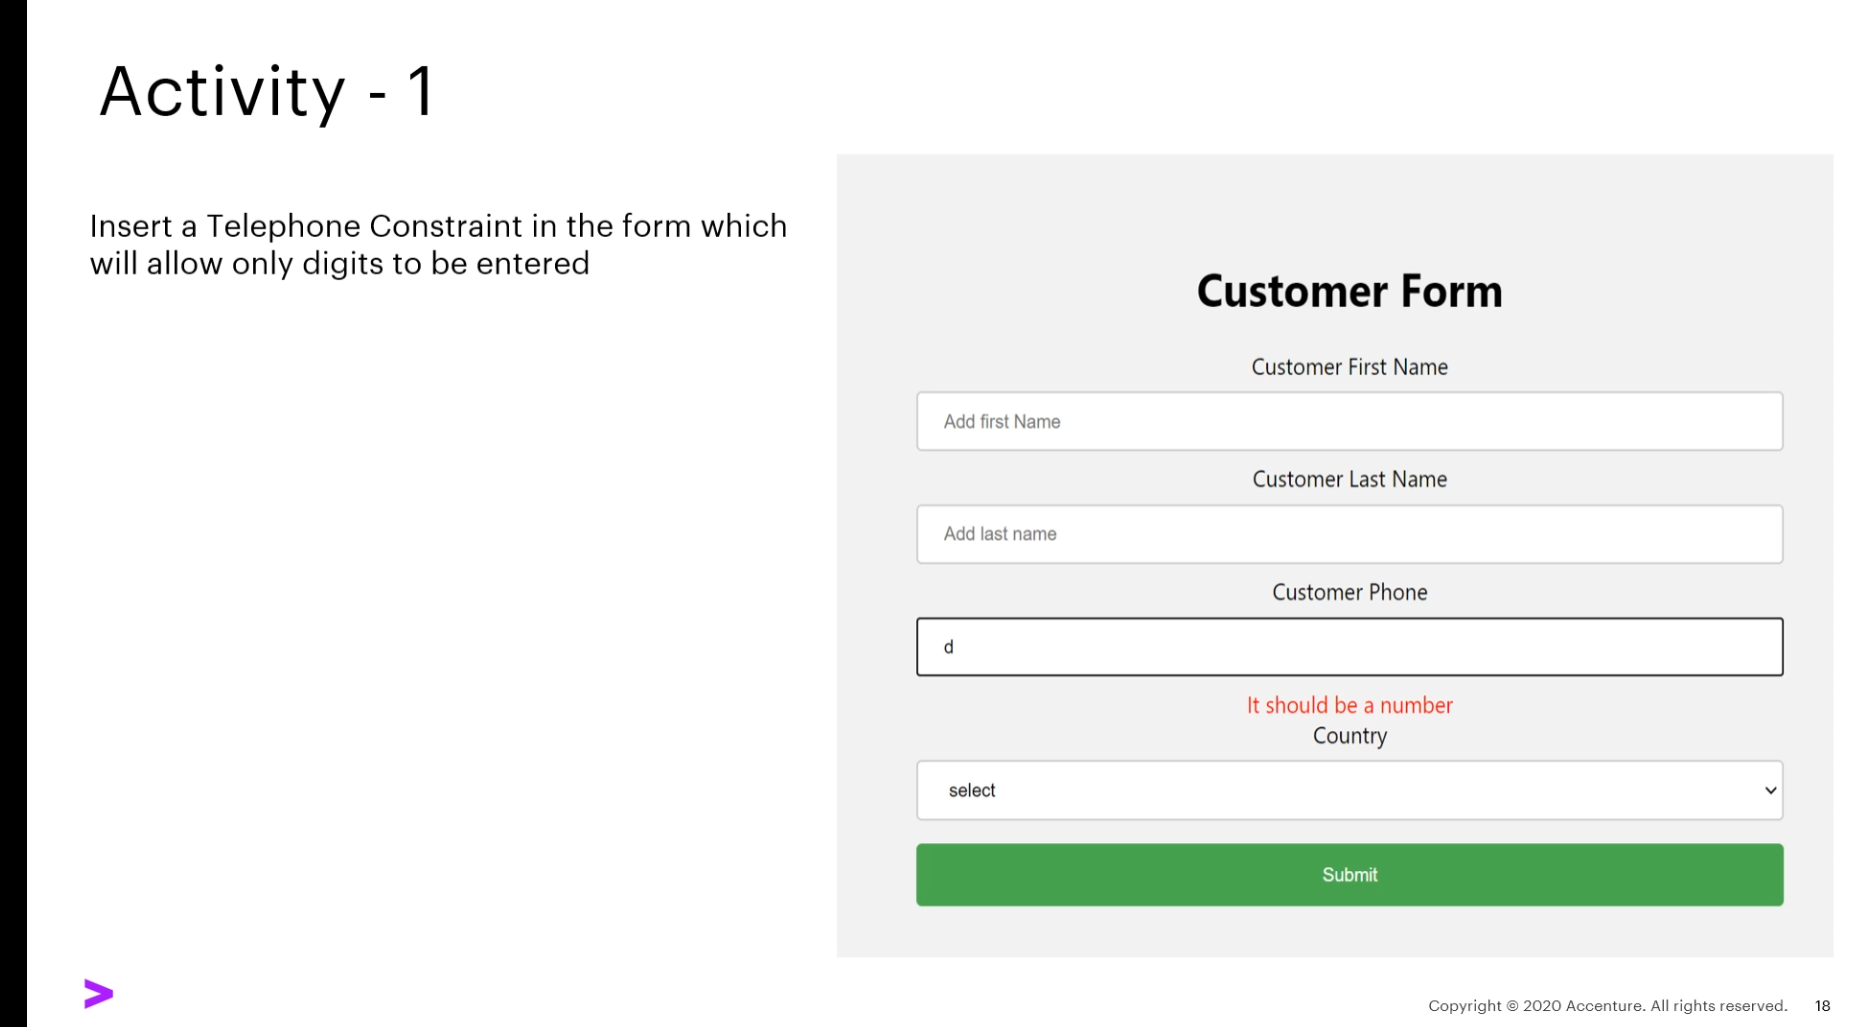 Activity - 1
Insert a Telephone Constraint in the form which
will allow only digits to be entered
Customer Form
Customer First Name
Add first Name
Customer Last Name
Add last name
Customer Phone
d
It should be a number
Country
select
Submit
Copyright © 2020 Accenture. All rights reserved. 18